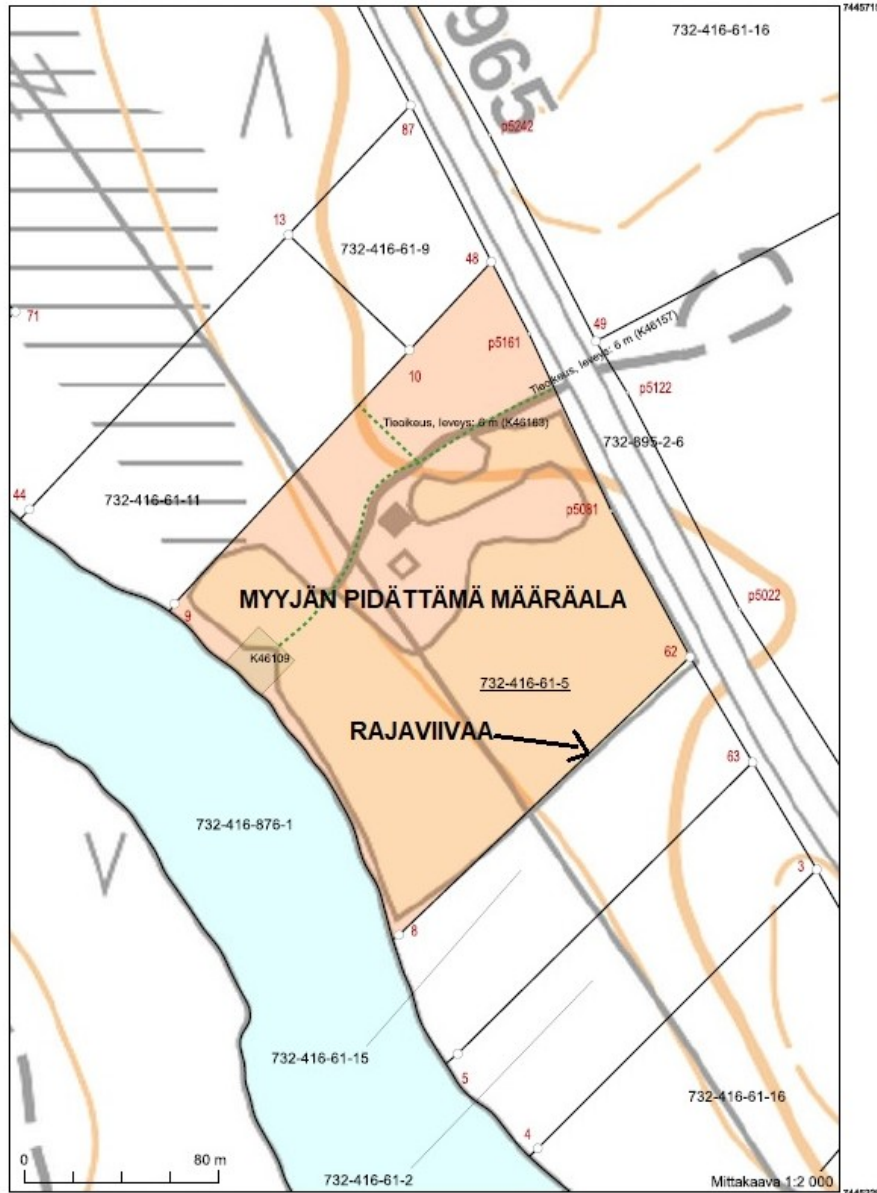 7445715
732-416-61-16
965
p5242
87
13
732-416-61-9
48
71
49
p5161
Tieoikeus, leveys: 6 m (K46157)
10
p5122
Tieoikeus, leveys: 6 m (K46163)
732-895-2-6
44
732-416-61-11
p5081
MYYJÄN PIDÄTTÄMÄ MÄÄRÄALA
9
p5022
K46109
62
732-416-61-5
RAJAVIIVAA
63
732-416-876-1
3
8
732-416-61-15
5
732-416-61-16
4
0 80 m
732-416-61-2
Mittakaava 1:2 000